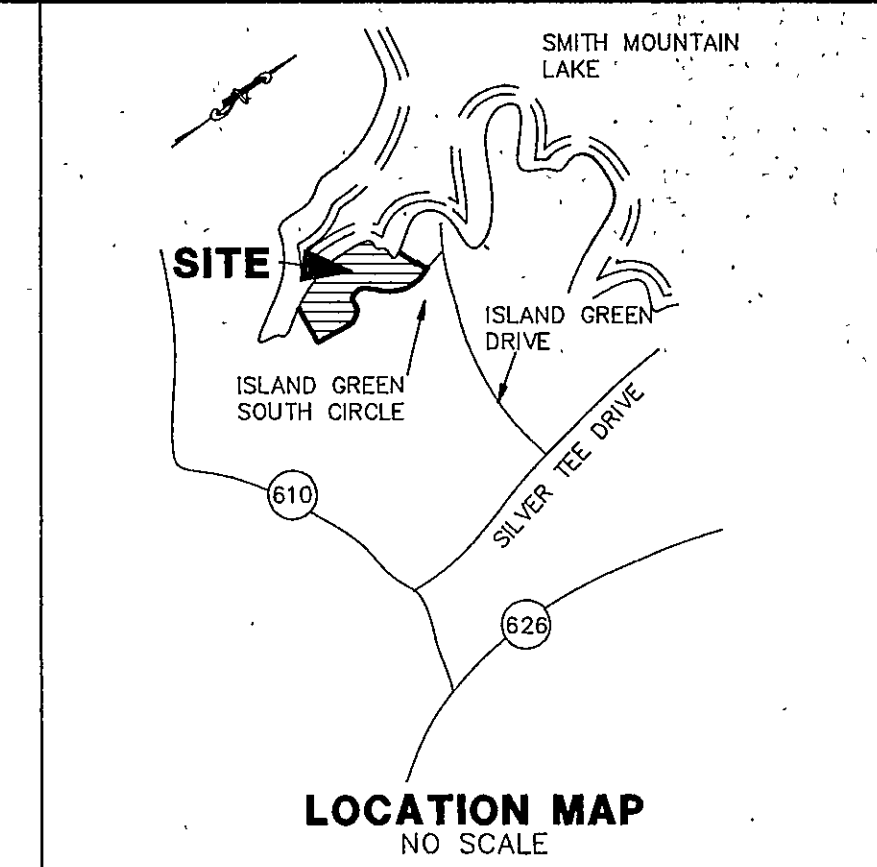 SMITH MOUNTAIN
LAKE
SITE
ISLAND GREEN
DRIVE
ISLAND GREEN
SOUTH CIRCLE
SILVER TEE DRIVE
610
626
LOCATION MAP
NO SCALE